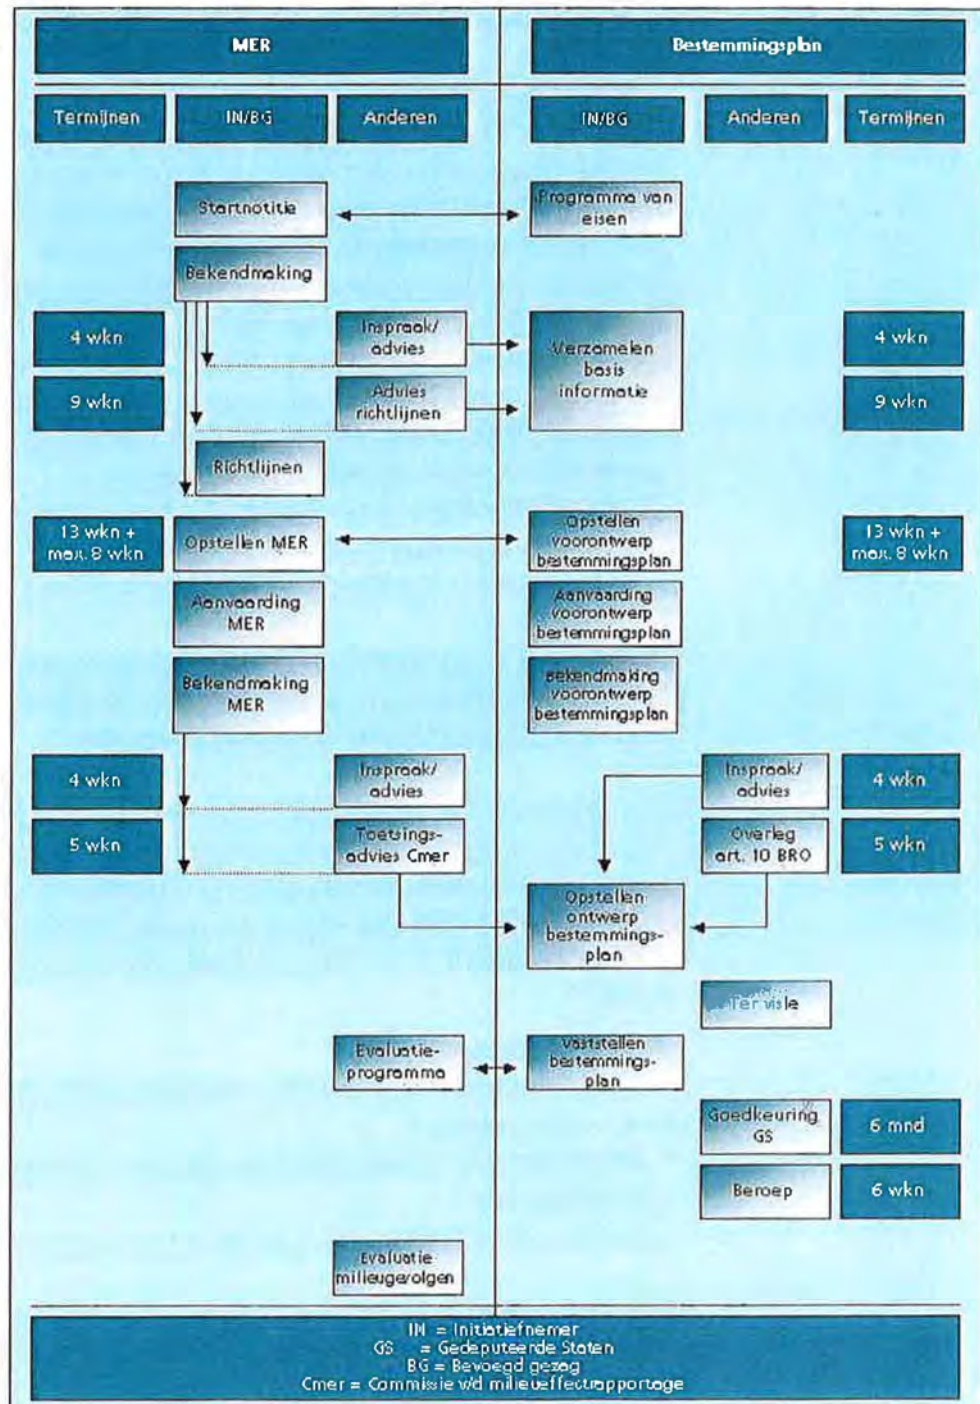 MER
Bestemmingsplan
Termijnen
IN/BG
Anderen
IN/BG
Anderen
Termijnen
Startnotitie
Programma van
eisen
Bekendmaking
4 wkn
Inspraak/
advies
Verzamelen
basis
informatie
4 wkn
9 wkn
Advies
richtlijnen
9 wkn
Richtlijnen
13 wkn +
max. 8 wkn
Opstellen MER
Opstellen
voorontwerp
bestemmingsplan
13 wkn +
max. 8 wkn
Aanvaarding
MER
Aanvaarding
voorontwerp
bestemmingsplan
Bekendmaking
MER
Bekendmaking
voorontwerp
bestemmingsplan
4 wkn
Inspraak/
advies
Inspraak/
advies
4 wkn
5 wkn
Toetsings-
advies Cmer
Overleg
art. 10 BRO
5 wkn
Opstellen
ontwerp
bestemmings-
plan
Ter visie
Evaluatie-
programma
Vaststellen
bestemmings-
plan
Goedkeuring
GS
6 mnd
Beroep
6 wkn
Evaluatie
milieugevolgen
IN = Initiatiefnemer
GS = Gedeputeerde Staten
BG = Bevoegd gezag
Cmer = Commissie v/d milieueffectrapportage